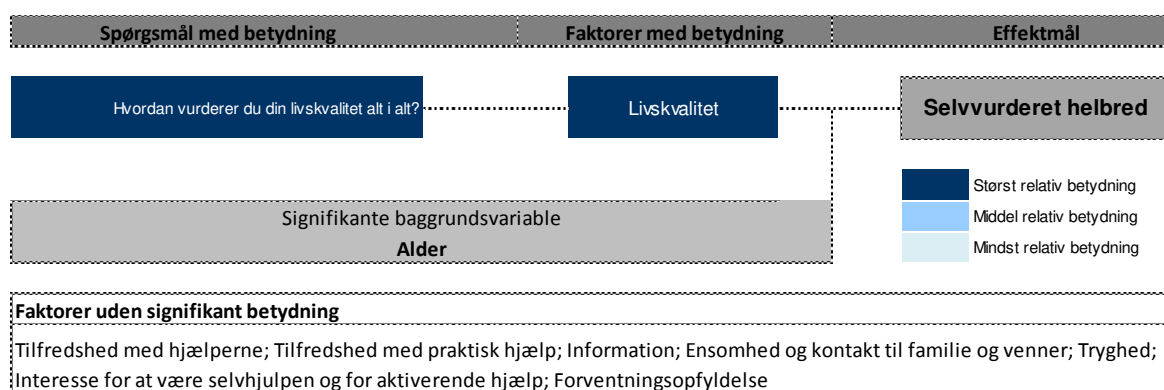 Spørgsmål med betydning
Faktorer med betydning
Effektmål
Hvordan vurderer du din livskvalitet alt i alt?
Livskvalitet
Selvvurderet helbred
Størst relativ betydning
Middel relativ betydning
Mindst relativ betydning
Signifikante baggrundsvariable
Alder
Faktorer uden signifikant betydning
Tilfredshed med hjælperne; Tilfredshed med praktisk hjælp; Information; Ensomhed og kontakt til familie og venner; Tryghed;
Interesse for at være selvhjulpen og for aktiverende hjælp; Forventningsopfyldelse